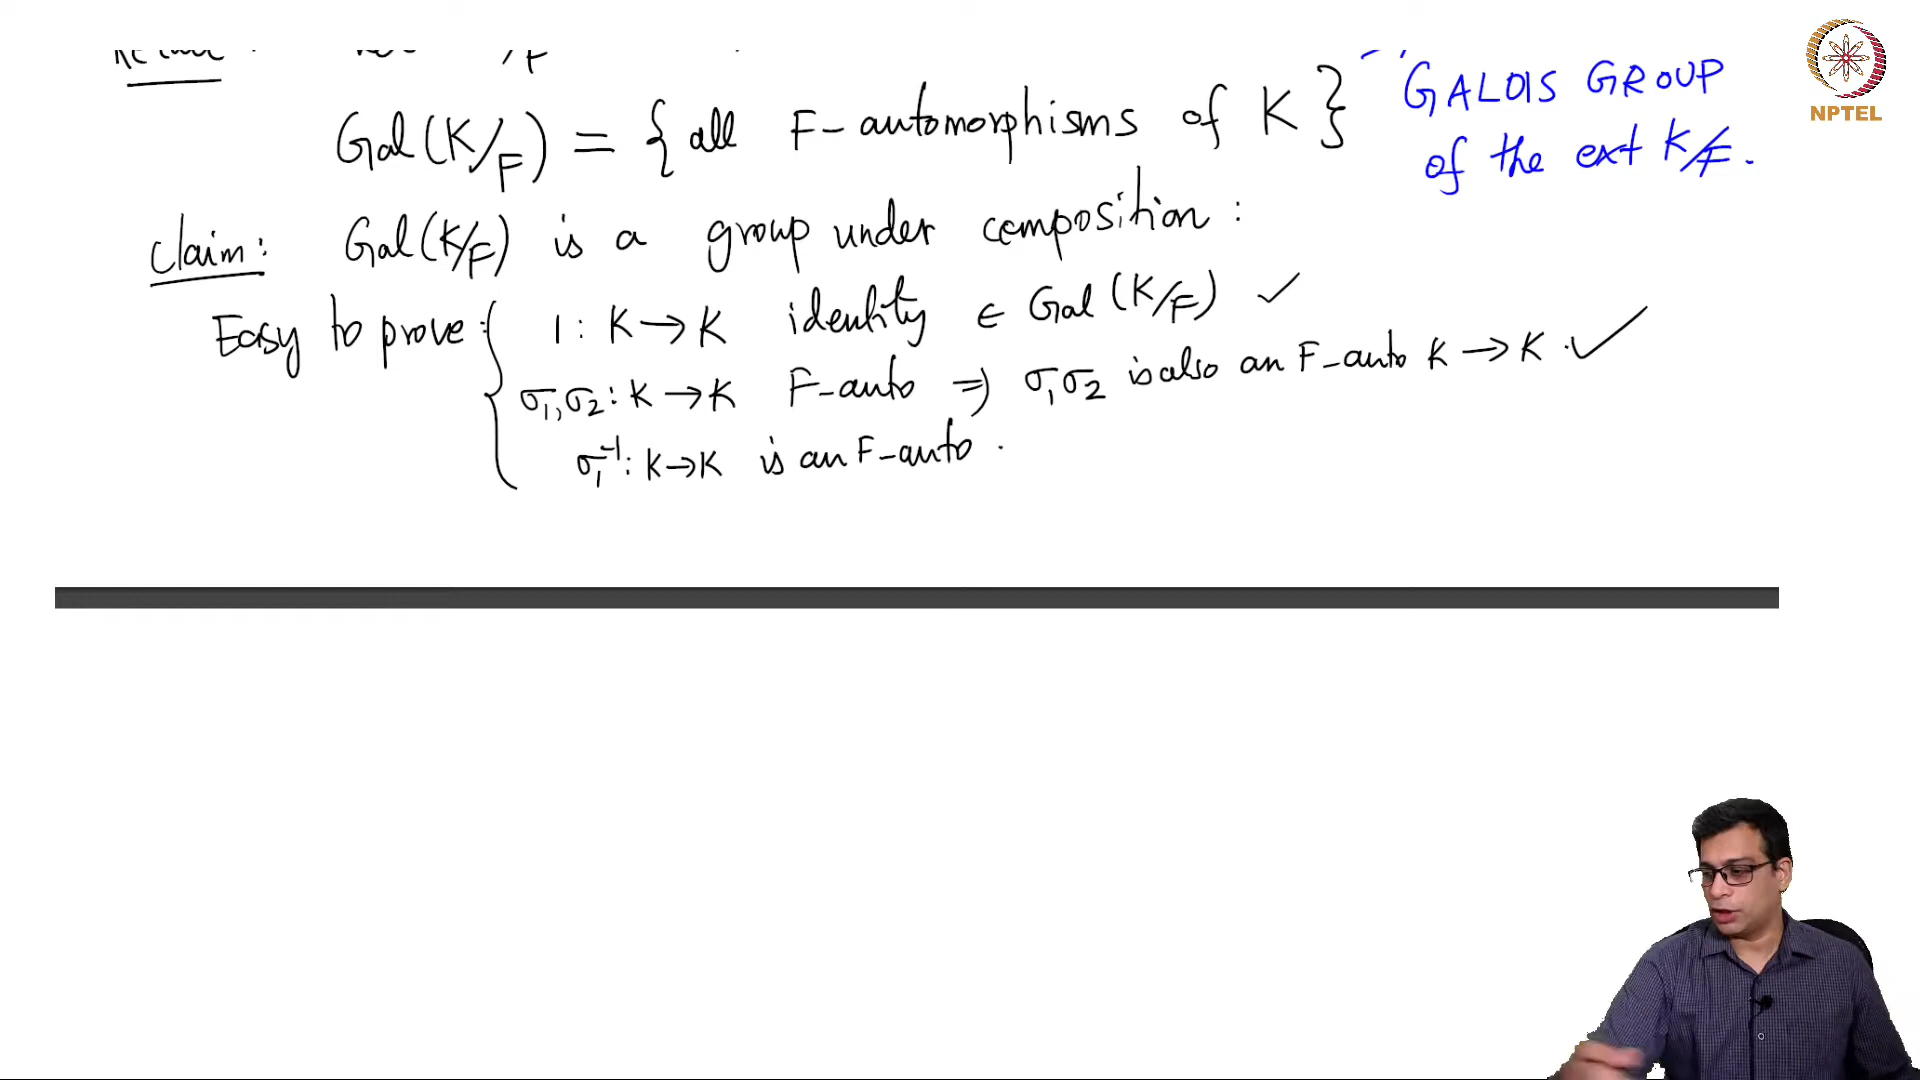 Gal(K/F) = {all F-automorphisms of K}
GALOIS GROUP
of the ext K/F.
NPTEL
Claim: Gal(K/F) is a group under composition:
Easy to prove: { 1: K → K identity ∈ Gal(K/F) ✓
σ₁, σ₂: K → K F-auto ⇒ σ₁σ₂ is also an F-auto K → K. ✓
σ₁⁻¹: K → K is an F-auto.